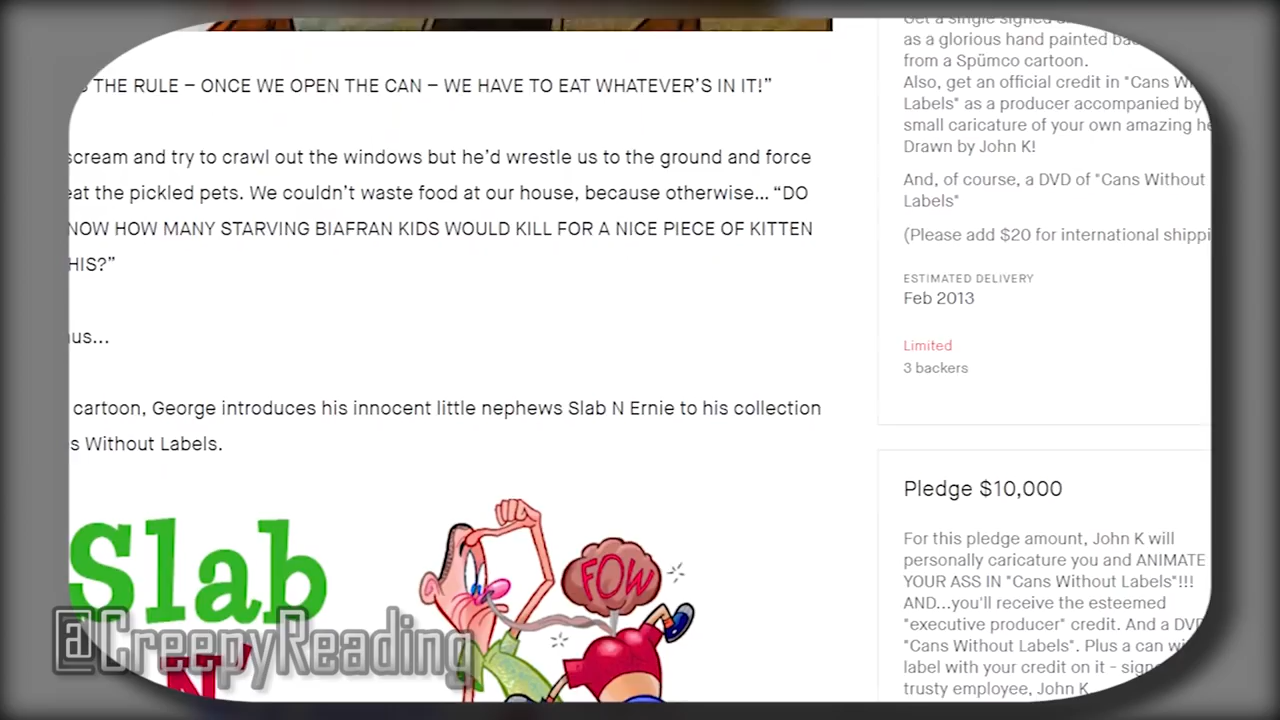 THE RULE – ONCE WE OPEN THE CAN – WE HAVE TO EAT WHATEVER'S IN IT!"
scream and try to crawl out the windows but he'd wrestle us to the ground and force
eat the pickled pets. We couldn't waste food at our house, because otherwise... "DO
NOW HOW MANY STARVING BIAFRAN KIDS WOULD KILL FOR A NICE PIECE OF KITTEN
HIS?"
us...
cartoon, George introduces his innocent little nephews Slab N Ernie to his collection
s Without Labels.
Slab
N'
FOW
@CreepyReading
Get a single signed
as a glorious hand painted
from a Spümco cartoon.
Also, get an official credit in "Cans Wi
Labels" as a producer accompanied by
small caricature of your own amazing he
Drawn by John K!
And, of course, a DVD of "Cans Without
Labels"
(Please add $20 for international shippi
ESTIMATED DELIVERY
Feb 2013
Limited
3 backers
Pledge $10,000
For this pledge amount, John K will
personally caricature you and ANIMATE
YOUR ASS IN "Cans Without Labels"!!!
AND...you'll receive the esteemed
"executive producer" credit. And a DVD
"Cans Without Labels". Plus a can wi
label with your credit on it - sign
trusty employee, John K.